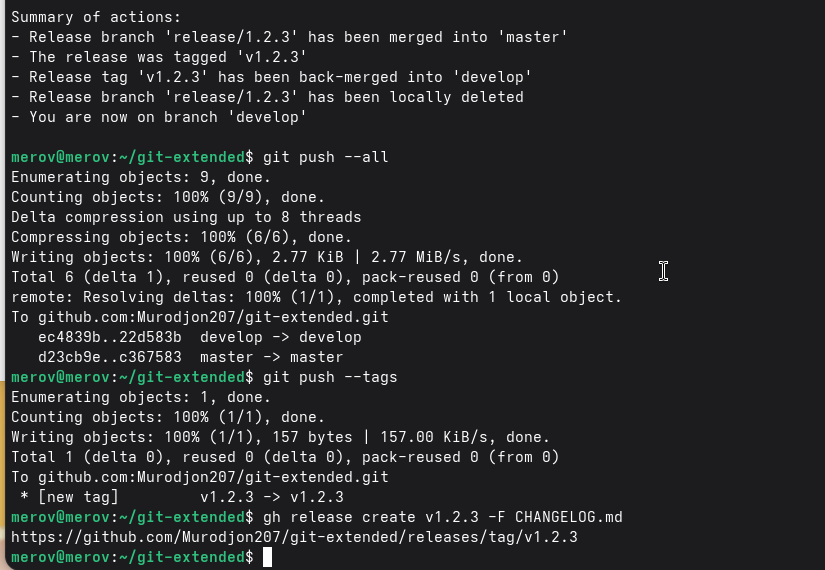 Summary of actions:
- Release branch 'release/1.2.3' has been merged into 'master'
- The release was tagged 'v1.2.3'
- Release tag 'v1.2.3' has been back-merged into 'develop'
- Release branch 'release/1.2.3' has been locally deleted
- You are now on branch 'develop'
merov@merov:~/git-extended$ git push --all
Enumerating objects: 9, done.
Counting objects: 100% (9/9), done.
Delta compression using up to 8 threads
Compressing objects: 100% (6/6), done.
Writing objects: 100% (6/6), 2.77 KiB | 2.77 MiB/s, done.
Total 6 (delta 1), reused 0 (delta 0), pack-reused 0 (from 0)
remote: Resolving deltas: 100% (1/1), completed with 1 local object.
To github.com:Murodjon207/git-extended.git
   ec4839b..22d583b  develop -> develop
   d23cb9e..c367583  master -> master
merov@merov:~/git-extended$ git push --tags
Enumerating objects: 1, done.
Counting objects: 100% (1/1), done.
Writing objects: 100% (1/1), 157 bytes | 157.00 KiB/s, done.
Total 1 (delta 0), reused 0 (delta 0), pack-reused 0 (from 0)
To github.com:Murodjon207/git-extended.git
 * [new tag]         v1.2.3 -> v1.2.3
merov@merov:~/git-extended$ gh release create v1.2.3 -F CHANGELOG.md
https://github.com/Murodjon207/git-extended/releases/tag/v1.2.3
merov@merov:~/git-extended$